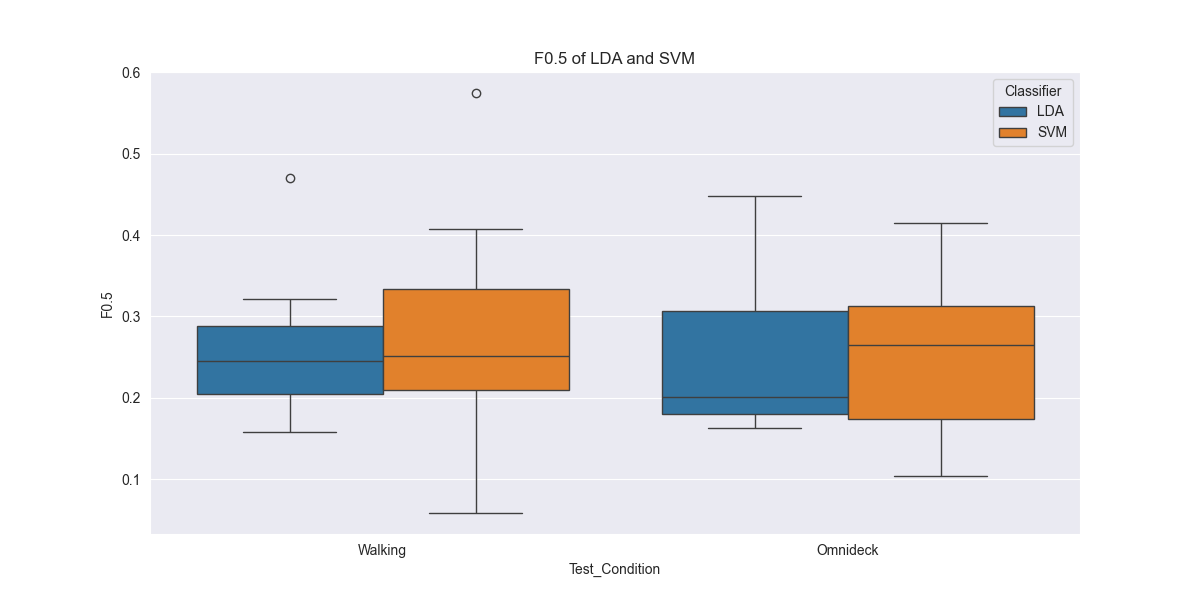 F0.5 of LDA and SVM
Classifier
LDA
SVM
F0.5
0.6
0.5
0.4
0.3
0.2
0.1
Walking
Omnideck
Test_Condition